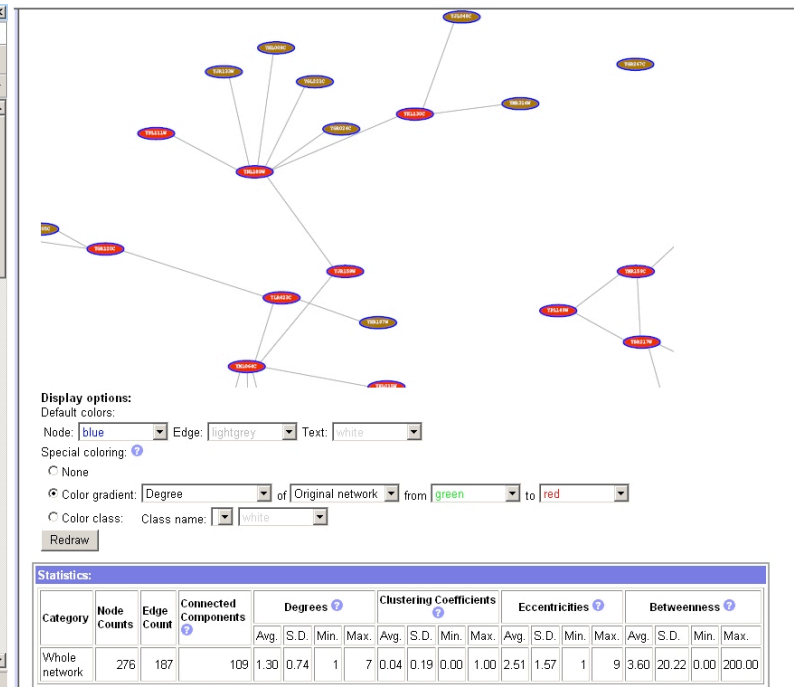 Display options:
Default colors:
Node: blue Edge: lightgrey Text: white
Special coloring: ?
None
Color gradient: Degree of Original network from green to red
Color class: Class name: white
Redraw
Statistics:
Category Node Counts Edge Count Connected Components ? Degrees ? Clustering Coefficients ? Eccentricities ? Betweenness ?
Avg. S.D. Min. Max. Avg. S.D. Min. Max. Avg. S.D. Min. Max. Avg. S.D. Min. Max.
Whole network 276 187 109 1.30 0.74 1 7 0.04 0.19 0.00 1.00 2.51 1.57 1 9 3.60 20.22 0.00 200.00